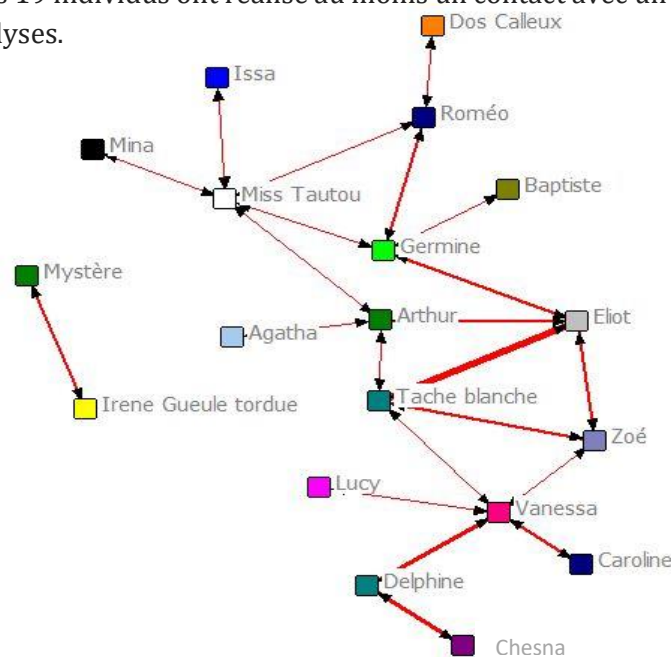 s 19 individus ont réalisé au moins un contact avec un
lyses.
Dos Calleux
Issa
Roméo
Mina
Baptiste
Miss Tautou
Germine
Mystère
Arthur
Eliot
Agatha
Tache blanche
Irene Gueule tordue
Zoé
Lucy
Vanessa
Caroline
Delphine
Chesna